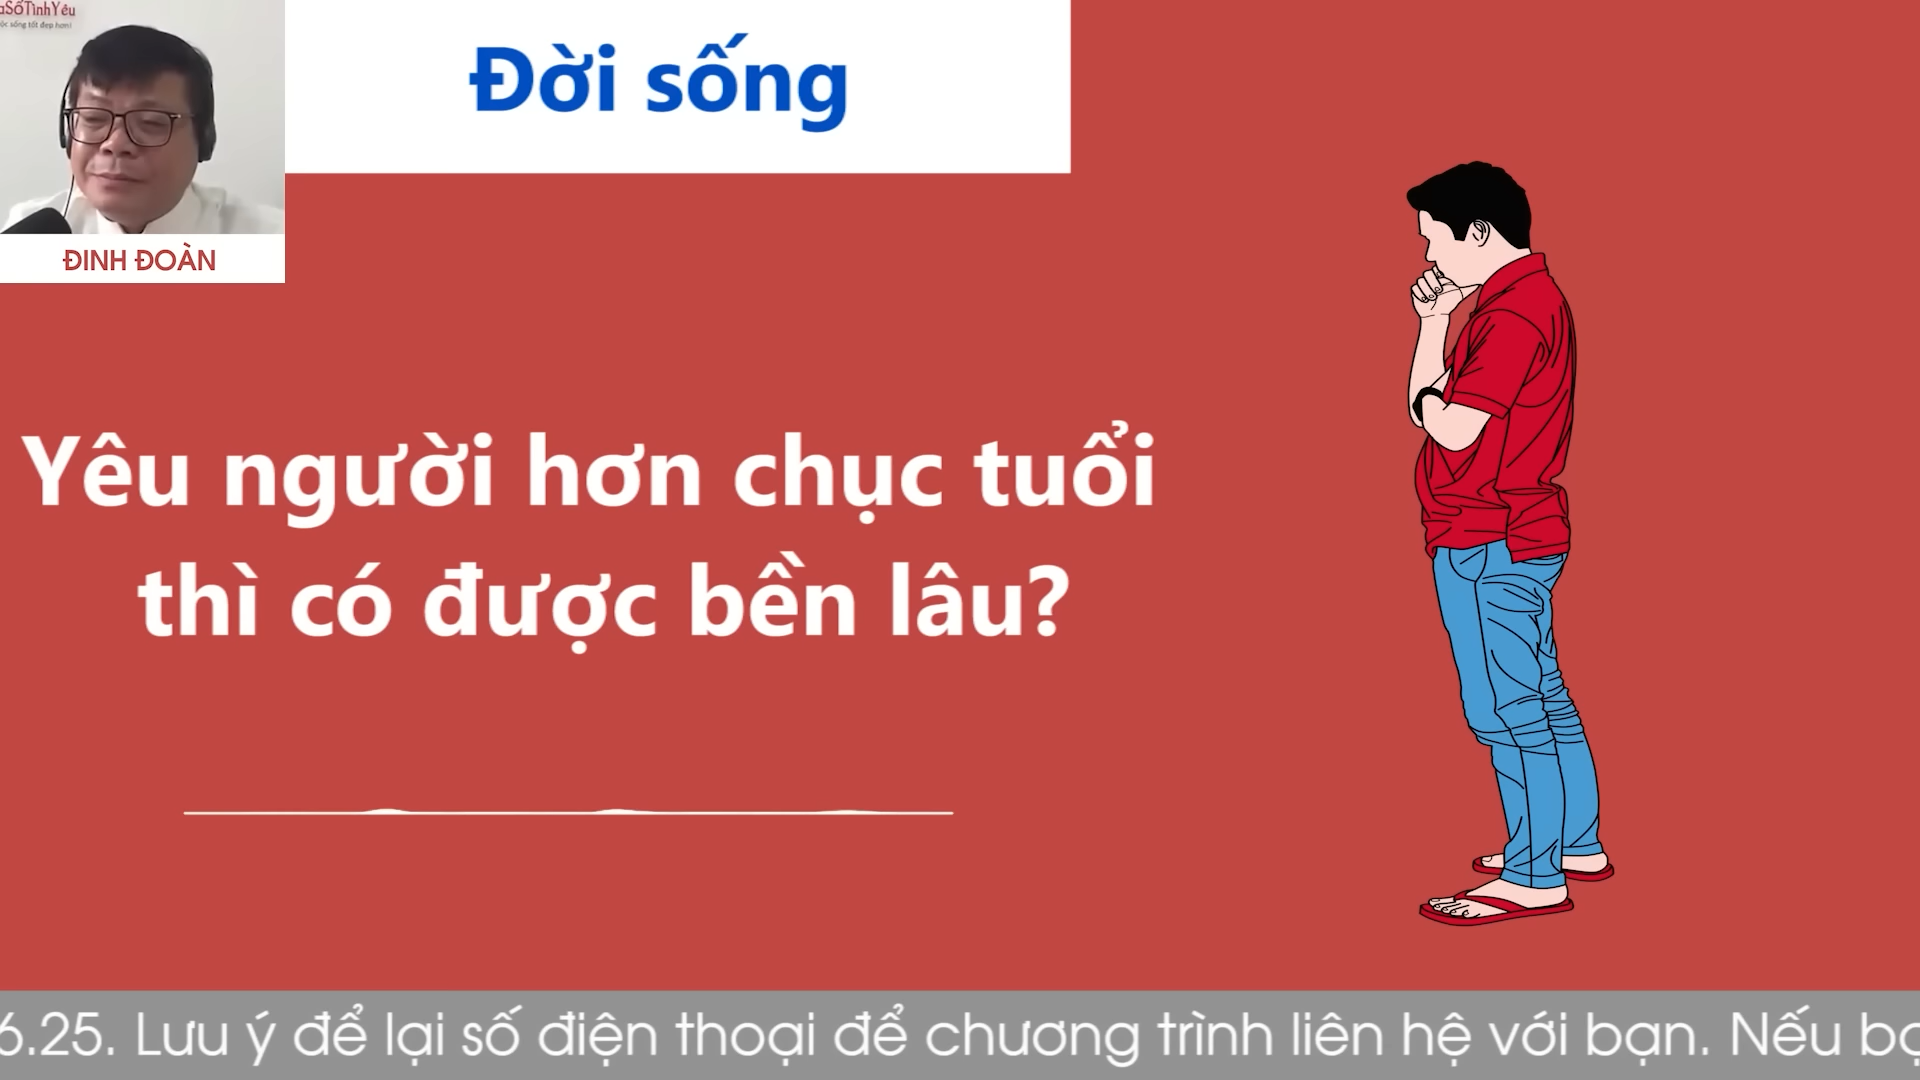 Đời sống
ĐINH ĐOÀN
Yêu người hơn chục tuổi
thì có được bền lâu?
6.25. Lưu ý để lại số điện thoại để chương trình liên hệ với bạn. Nếu